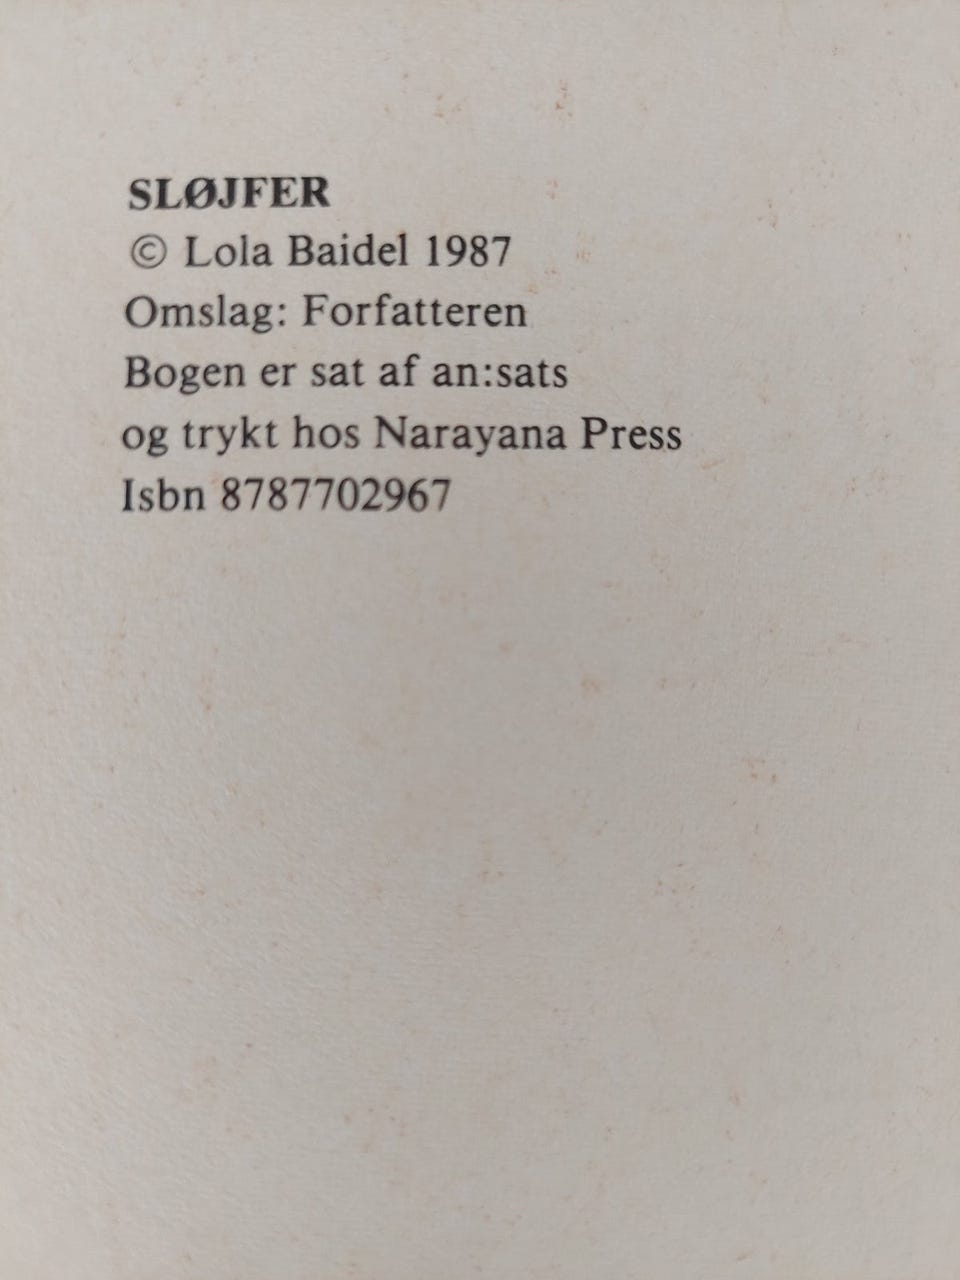 SLØJFER
© Lola Baidel 1987
Omslag: Forfatteren
Bogen er sat af an:sats
og trykt hos Narayana Press
Isbn 8787702967